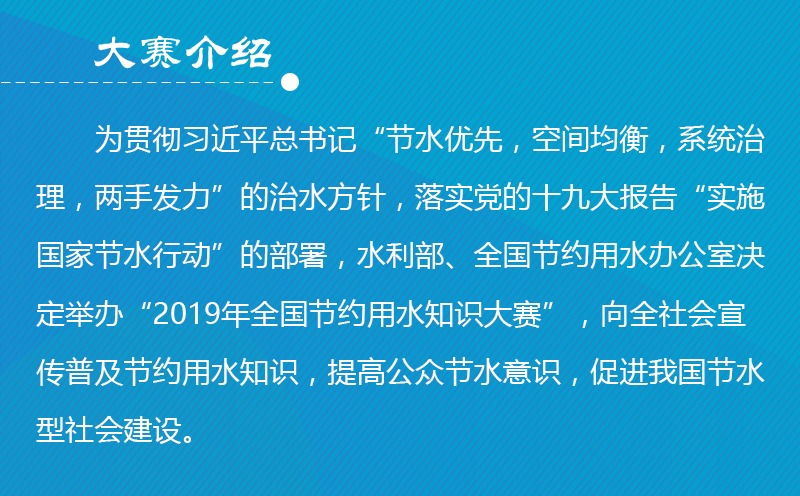 大赛介绍
为贯彻习近平总书记“节水优先，空间均衡，系统治
理，两手发力”的治水方针，落实党的十九大报告“实施
国家节水行动”的部署，水利部、全国节约用水办公室决
定举办“2019年全国节约用水知识大赛”，向全社会宣
传普及节约用水知识，提高公众节水意识，促进我国节水
型社会建设。